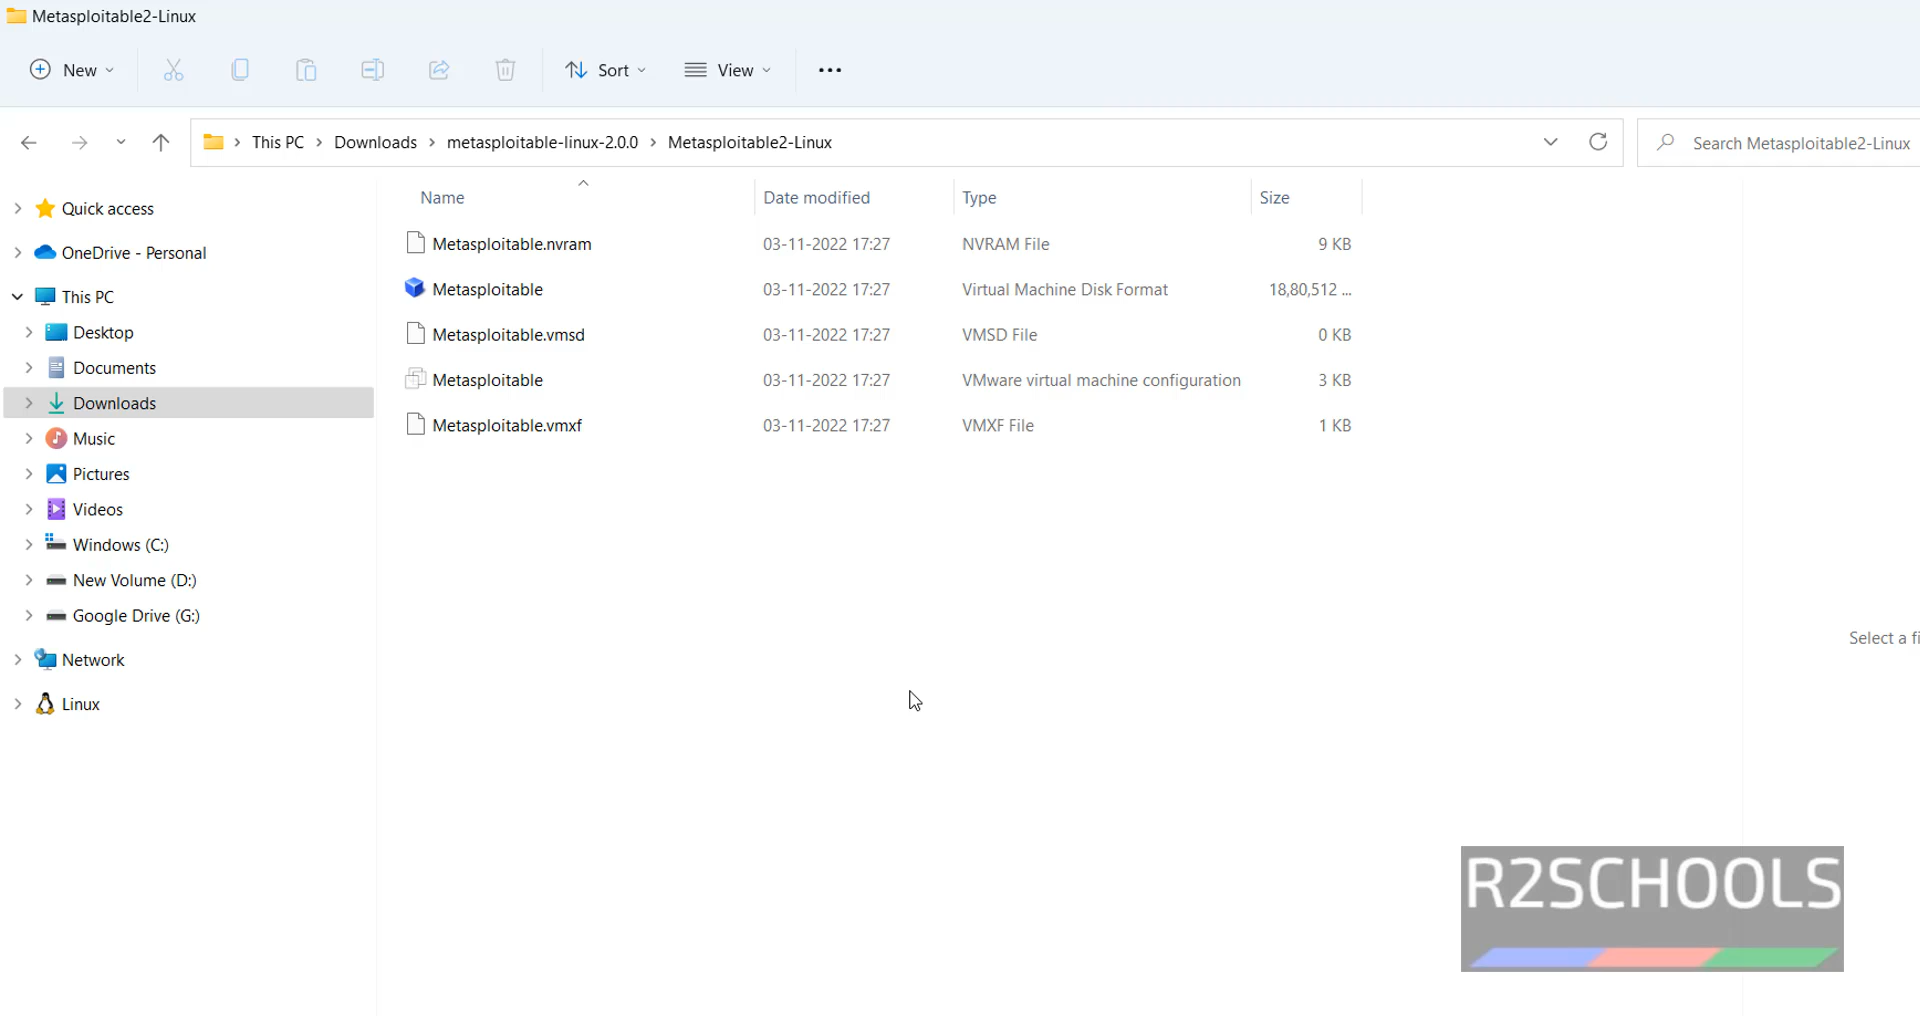 Metasploitable2-Linux
New
Sort
View
This PC > Downloads > metasploitable-linux-2.0.0 > Metasploitable2-Linux
Search Metasploitable2-Linux
Name Date modified Type Size
Quick access
OneDrive - Personal
This PC
Desktop
Documents
Downloads
Music
Pictures
Videos
Windows (C:)
New Volume (D:)
Google Drive (G:)
Network
Linux
Metasploitable.nvram 03-11-2022 17:27 NVRAM File 9 KB
Metasploitable 03-11-2022 17:27 Virtual Machine Disk Format 18,80,512 ...
Metasploitable.vmsd 03-11-2022 17:27 VMSD File 0 KB
Metasploitable 03-11-2022 17:27 VMware virtual machine configuration 3 KB
Metasploitable.vmxf 03-11-2022 17:27 VMXF File 1 KB
Select a fi
R2SCHOOLS